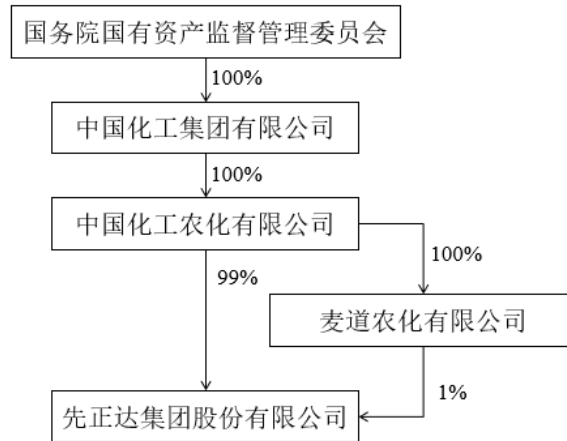 国务院国有资产监督管理委员会
100%
中国化工集团有限公司
100%
中国化工农化有限公司
100%
99%
麦道农化有限公司
1%
先正达集团股份有限公司